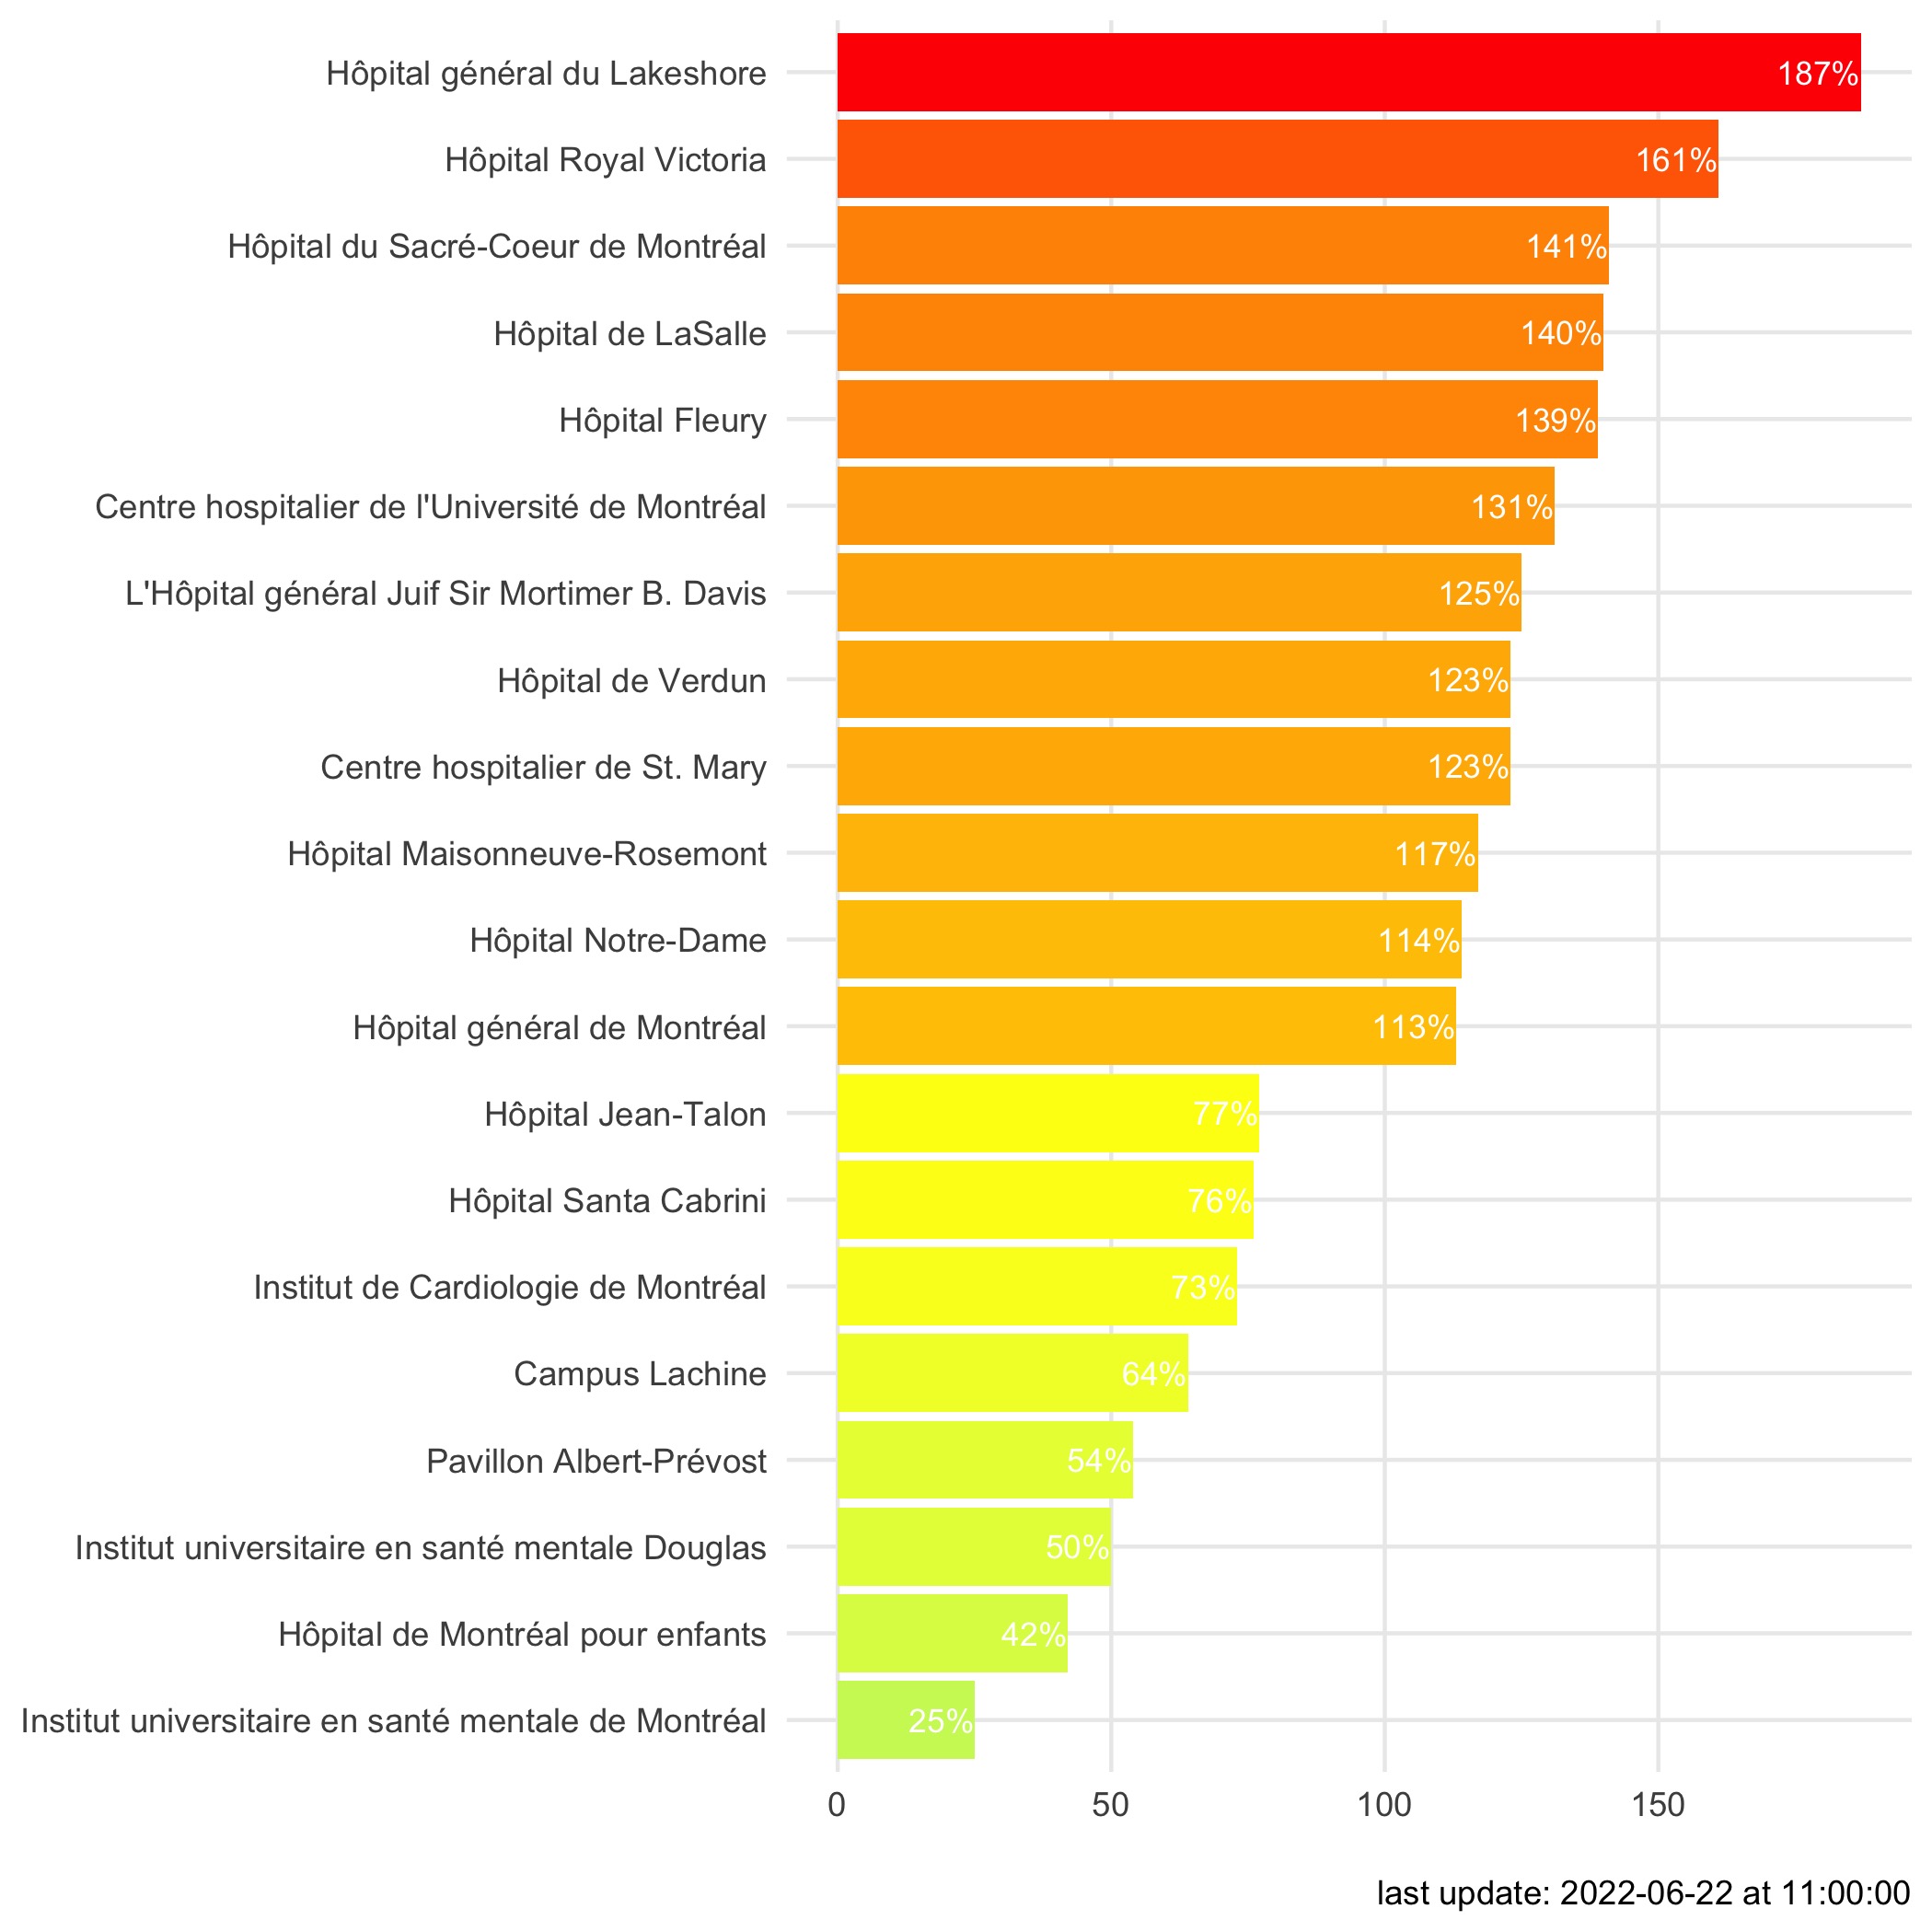 Hôpital général du Lakeshore 187%
Hôpital Royal Victoria 161%
Hôpital du Sacré-Coeur de Montréal 141%
Hôpital de LaSalle 140%
Hôpital Fleury 139%
Centre hospitalier de l'Université de Montréal 131%
L'Hôpital général Juif Sir Mortimer B. Davis 125%
Hôpital de Verdun 123%
Centre hospitalier de St. Mary 123%
Hôpital Maisonneuve-Rosemont 117%
Hôpital Notre-Dame 114%
Hôpital général de Montréal 113%
Hôpital Jean-Talon 77%
Hôpital Santa Cabrini 76%
Institut de Cardiologie de Montréal 73%
Campus Lachine 64%
Pavillon Albert-Prévost 54%
Institut universitaire en santé mentale Douglas 50%
Hôpital de Montréal pour enfants 42%
Institut universitaire en santé mentale de Montréal 25%
0 50 100 150
last update: 2022-06-22 at 11:00:00